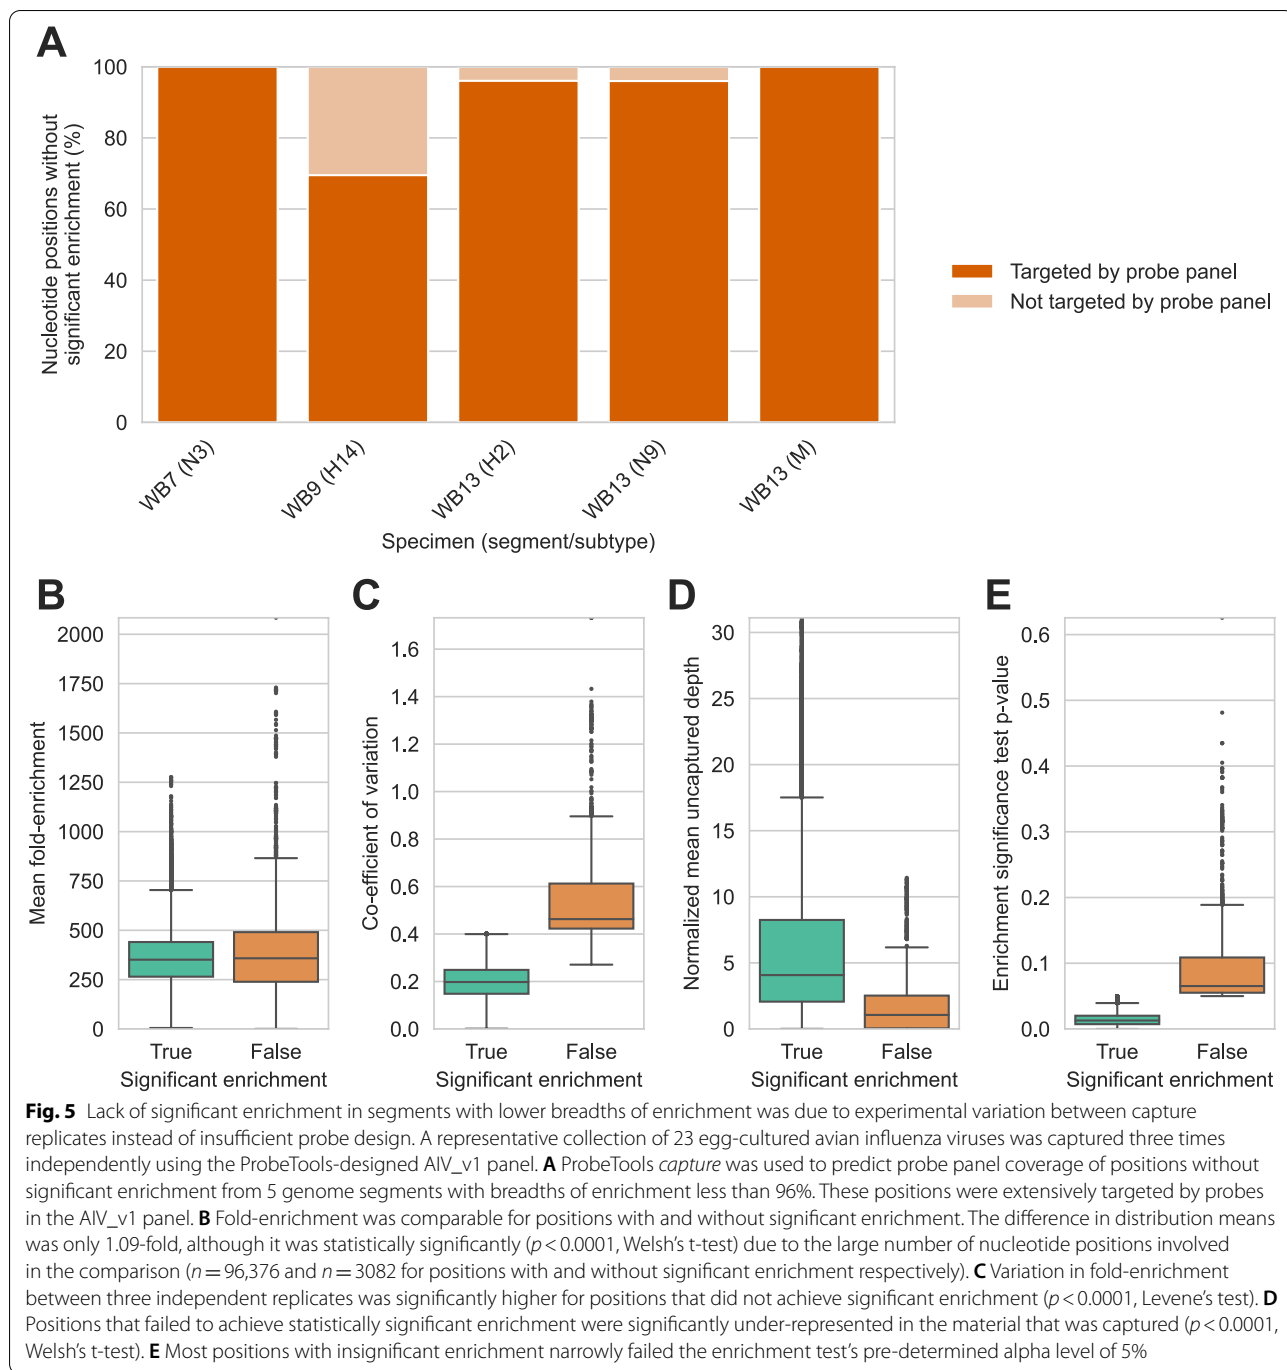 A
100
80
60
40
20
0
Nucleotide positions without
significant enrichment (%)
WB7 (N3)
WB9 (H14)
WB13 (H2)
WB13 (N9)
WB13 (M)
Specimen (segment/subtype)
Targeted by probe panel
Not targeted by probe panel
B
2000
1750
1500
1250
1000
750
500
250
0
Mean fold-enrichment
True
False
Significant enrichment
C
1.6
1.4
1.2
1.0
0.8
0.6
0.4
0.2
0.0
Co-efficient of variation
True
False
Significant enrichment
D
30
25
20
15
10
5
0
Normalized mean uncaptured depth
True
False
Significant enrichment
E
0.6
0.5
0.4
0.3
0.2
0.1
0.0
Enrichment significance test p-value
True
False
Significant enrichment
Fig. 5 Lack of significant enrichment in segments with lower breadths of enrichment was due to experimental variation between capture
replicates instead of insufficient probe design. A representative collection of 23 egg-cultured avian influenza viruses was captured three times
independently using the ProbeTools-designed AIV_v1 panel. A ProbeTools capture was used to predict probe panel coverage of positions without
significant enrichment from 5 genome segments with breadths of enrichment less than 96%. These positions were extensively targeted by probes
in the AIV_v1 panel. B Fold-enrichment was comparable for positions with and without significant enrichment. The difference in distribution means
was only 1.09-fold, although it was statistically significantly (p < 0.0001, Welsh's t-test) due to the large number of nucleotide positions involved
in the comparison (n = 96,376 and n = 3082 for positions with and without significant enrichment respectively). C Variation in fold-enrichment
between three independent replicates was significantly higher for positions that did not achieve significant enrichment (p < 0.0001, Levene's test). D
Positions that failed to achieve statistically significant enrichment were significantly under-represented in the material that was captured (p < 0.0001,
Welsh's t-test). E Most positions with insignificant enrichment narrowly failed the enrichment test's pre-determined alpha level of 5%